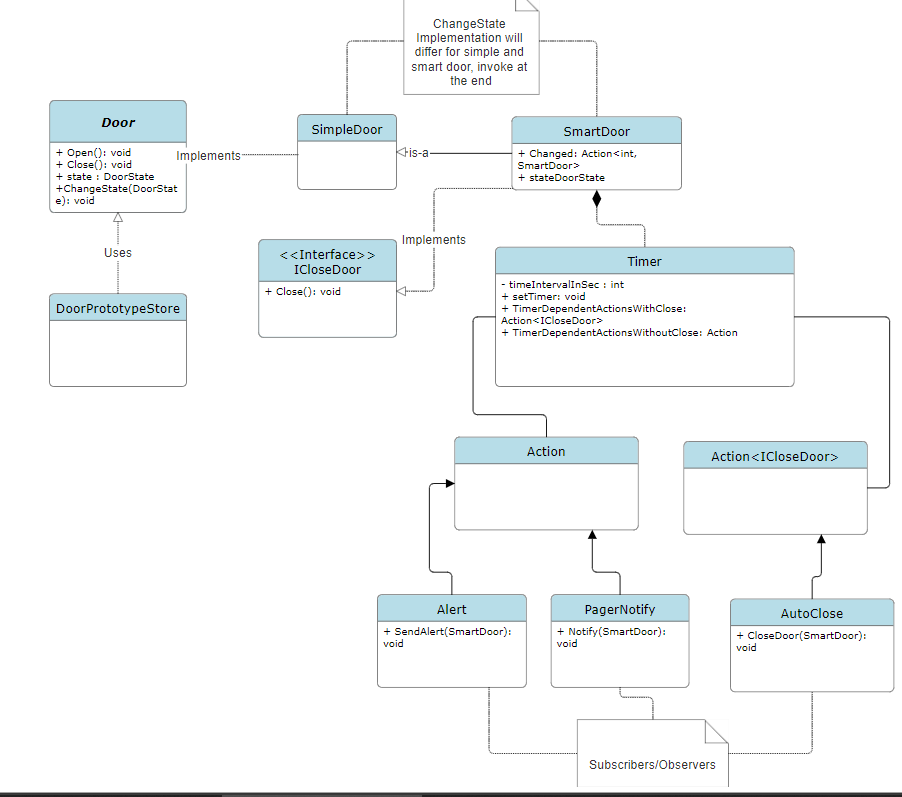 ChangeState
Implementation will
differ for simple and
smart door, invoke at
the end
Door
+ Open(): void
+ Close(): void
+ state : DoorState
+ChangeState(DoorStat
e): void
Implements
SimpleDoor
is-a
SmartDoor
+ Changed: Action<int,
SmartDoor>
+ stateDoorState
Uses
DoorPrototypeStore
<<Interface>>
ICloseDoor
+ Close(): void
Implements
Timer
- timeIntervalInSec : int
+ setTimer: void
+ TimerDependentActionsWithClose:
Action<ICloseDoor>
+ TimerDependentActionsWithoutClose: Action
Action
Action<ICloseDoor>
Alert
+ SendAlert(SmartDoor):
void
PagerNotify
+ Notify(SmartDoor):
void
AutoClose
+ CloseDoor(SmartDoor):
void
Subscribers/Observers